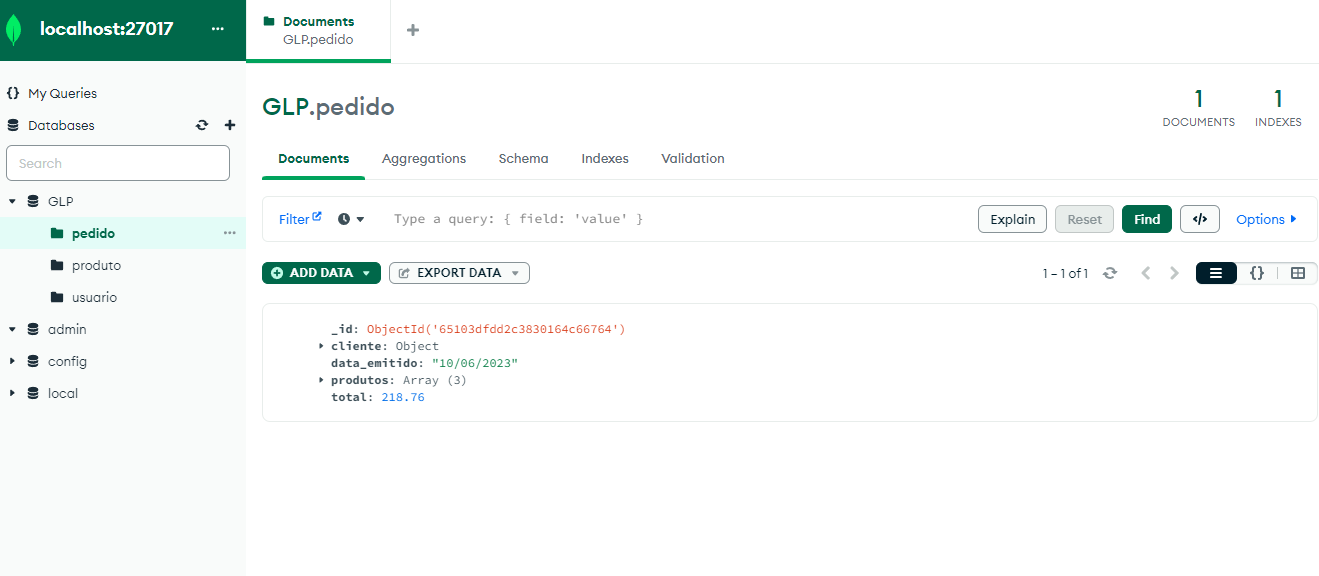 localhost:27017 ...
Documents
GLP.pedido
{} My Queries
Databases
Search
GLP
pedido ...
produto
usuario
admin
config
local
GLP.pedido
1
DOCUMENTS
1
INDEXES
Documents Aggregations Schema Indexes Validation
Filter Type a query: { field: 'value' } Explain Reset Find </> Options
ADD DATA EXPORT DATA 1 – 1 of 1 {}
_id: ObjectId('65103dfdd2c3830164c66764')
cliente: Object
data_emitido: "10/06/2023"
produtos: Array (3)
total: 218.76